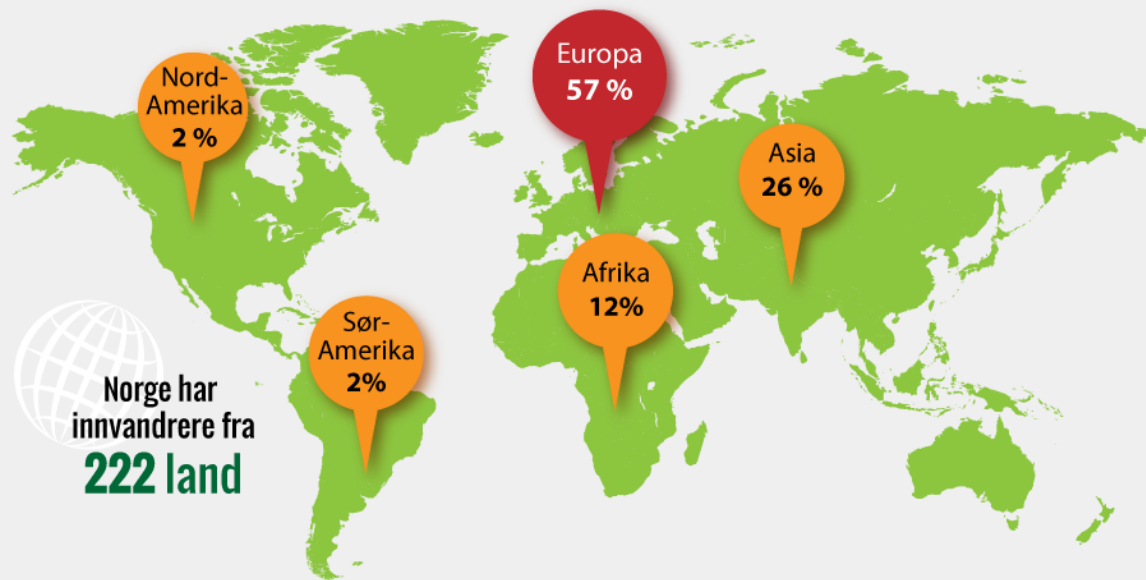 Nord-
Amerika
2 %
Europa
57 %
Asia
26 %
Afrika
12%
Sør-
Amerika
2%
Norge har
innvandrere fra
222 land